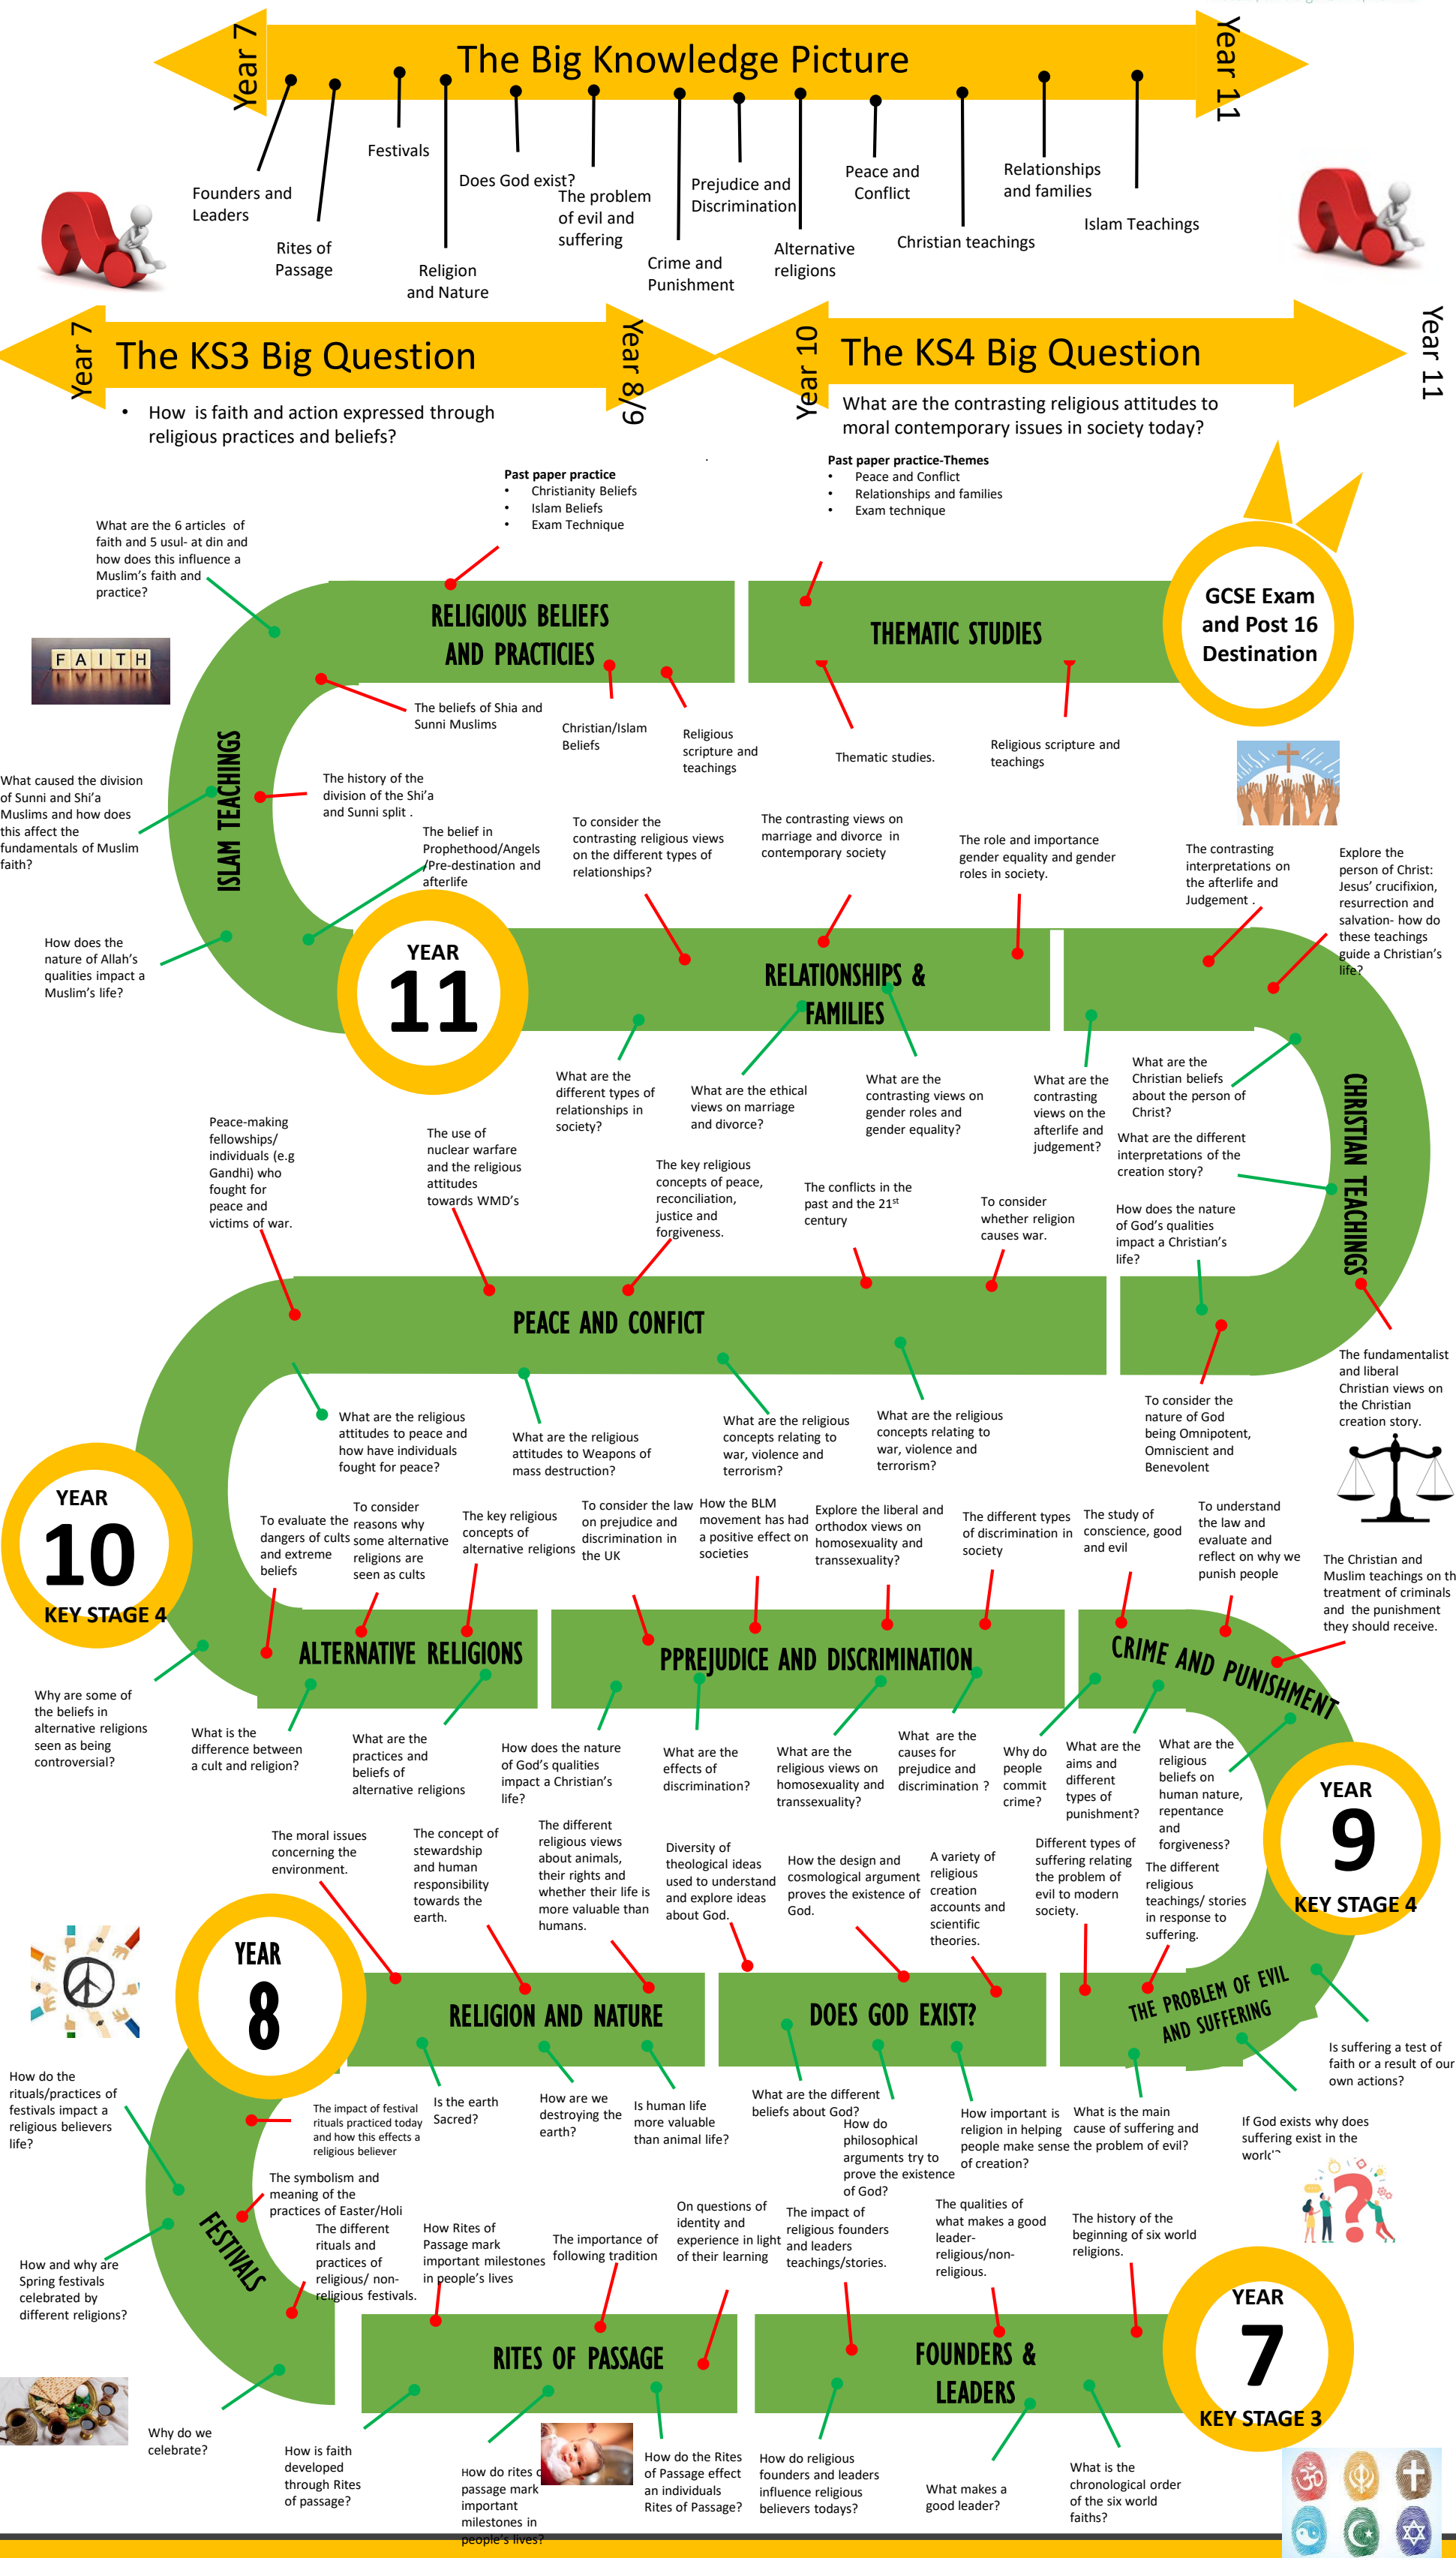 Year 7
The Big Knowledge Picture
Year 11
Founders and
Leaders
Rites of
Passage
Festivals
Religion
and Nature
Does God exist?
The problem
of evil and
suffering
Crime and
Punishment
Prejudice and
Discrimination
Alternative
religions
Peace and
Conflict
Christian teachings
Relationships
and families
Islam Teachings
Year 7
The KS3 Big Question
Year 8/9
• How is faith and action expressed through
religious practices and beliefs?
Year 10
The KS4 Big Question
Year 11
What are the contrasting religious attitudes to
moral contemporary issues in society today?
Past paper practice
• Christianity Beliefs
• Islam Beliefs
• Exam Technique
Past paper practice-Themes
• Peace and Conflict
• Relationships and families
• Exam technique
What are the 6 articles of
faith and 5 usul- at din and
how does this influence a
Muslim's faith and
practice?
RELIGIOUS BELIEFS
AND PRACTICIES
THEMATIC STUDIES
GCSE Exam
and Post 16
Destination
FAITH
The beliefs of Shia and
Sunni Muslims
Christian/Islam
Beliefs
Religious
scripture and
teachings
Thematic studies.
Religious scripture and
teachings
ISLAM TEACHINGS
What caused the division
of Sunni and Shi'a
Muslims and how does
this affect the
fundamentals of Muslim
faith?
The history of the
division of the Shi'a
and Sunni split .
The belief in
Prophethood/Angels
/Pre-destination and
afterlife
How does the
nature of Allah's
qualities impact a
Muslim's life?
To consider the
contrasting religious views
on the different types of
relationships?
The contrasting views on
marriage and divorce in
contemporary society
The role and importance
gender equality and gender
roles in society.
The contrasting
interpretations on
the afterlife and
Judgement .
Explore the
person of Christ:
Jesus' crucifixion,
resurrection and
salvation- how do
these teachings
guide a Christian's
life?
YEAR
11
RELATIONSHIPS &
FAMILIES
CHRISTIAN TEACHINGS
What are the
different types of
relationships in
society?
What are the ethical
views on marriage
and divorce?
What are the
contrasting views on
gender roles and
gender equality?
What are the
contrasting
views on the
afterlife and
judgement?
What are the
Christian beliefs
about the person of
Christ?
What are the different
interpretations of the
creation story?
How does the nature
of God's qualities
impact a Christian's
life?
Peace-making
fellowships/
individuals (e.g
Gandhi) who
fought for
peace and
victims of war.
The use of
nuclear warfare
and the religious
attitudes
towards WMD's
The key religious
concepts of peace,
reconciliation,
justice and
forgiveness.
The conflicts in the
past and the 21st
century
To consider
whether religion
causes war.
PEACE AND CONFICT
The fundamentalist
and liberal
Christian views on
the Christian
creation story.
To consider the
nature of God
being Omnipotent,
Omniscient and
Benevolent
What are the religious
attitudes to peace and
how have individuals
fought for peace?
What are the religious
attitudes to Weapons of
mass destruction?
What are the religious
concepts relating to
war, violence and
terrorism?
What are the religious
concepts relating to
war, violence and
terrorism?
YEAR
10
KEY STAGE 4
To evaluate the
dangers of cults
and extreme
beliefs
To consider
reasons why
some alternative
religions are
seen as cults
The key religious
concepts of
alternative religions
To consider the law
on prejudice and
discrimination in
the UK
How the BLM
movement has had
a positive effect on
societies
Explore the liberal and
orthodox views on
homosexuality and
transsexuality?
The different types
of discrimination in
society
The study of
conscience, good
and evil
To understand
the law and
evaluate and
reflect on why we
punish people
The Christian and
Muslim teachings on th
treatment of criminals
and the punishment
they should receive.
ALTERNATIVE RELIGIONS
PPREJUDICE AND DISCRIMINATION
CRIME AND PUNISHMENT
Why are some of
the beliefs in
alternative religions
seen as being
controversial?
What is the
difference between
a cult and religion?
What are the
practices and
beliefs of
alternative religions
How does the nature
of God's qualities
impact a Christian's
life?
What are the
effects of
discrimination?
What are the
religious views on
homosexuality and
transsexuality?
What are the
causes for
prejudice and
discrimination ?
Why do
people
commit
crime?
What are the
aims and
different
types of
punishment?
What are the
religious
beliefs on
human nature,
repentance
and
forgiveness?
YEAR
9
KEY STAGE 4
The moral issues
concerning the
environment.
The concept of
stewardship
and human
responsibility
towards the
earth.
The different
religious views
about animals,
their rights and
whether their life is
more valuable than
humans.
Diversity of
theological ideas
used to understand
and explore ideas
about God.
How the design and
cosmological argument
proves the existence of
God.
A variety of
religious
creation
accounts and
scientific
theories.
Different types of
suffering relating
the problem of
evil to modern
society.
The different
religious
teachings/ stories
in response to
suffering.
YEAR
8
RELIGION AND NATURE
DOES GOD EXIST?
THE PROBLEM OF EVIL
AND SUFFERING
Is suffering a test of
faith or a result of our
own actions?
If God exists why does
suffering exist in the
world?
How do the
rituals/practices of
festivals impact a
religious believers
life?
The impact of festival
rituals practiced today
and how this effects a
religious believer
Is the earth
Sacred?
How are we
destroying the
earth?
Is human life
more valuable
than animal life?
What are the different
beliefs about God?
How do
philosophical
arguments try to
prove the existence
of God?
How important is
religion in helping
people make sense
of creation?
What is the main
cause of suffering and
the problem of evil?
The symbolism and
meaning of the
practices of Easter/Holi
FESTIVALS
The different
rituals and
practices of
religious/ non-
religious festivals.
How Rites of
Passage mark
important milestones
in people's lives
The importance of
following tradition
On questions of
identity and
experience in light
of their learning
The impact of
religious founders
and leaders
teachings/stories.
The qualities of
what makes a good
leader-
religious/non-
religious.
The history of the
beginning of six world
religions.
How and why are
Spring festivals
celebrated by
different religions?
RITES OF PASSAGE
FOUNDERS &
LEADERS
YEAR
7
KEY STAGE 3
Why do we
celebrate?
How is faith
developed
through Rites
of passage?
How do rites o
passage mark
important
milestones in
people's lives?
How do the Rites
of Passage effect
an individuals
Rites of Passage?
How do religious
founders and leaders
influence religious
believers todays?
What makes a
good leader?
What is the
chronological order
of the six world
faiths?